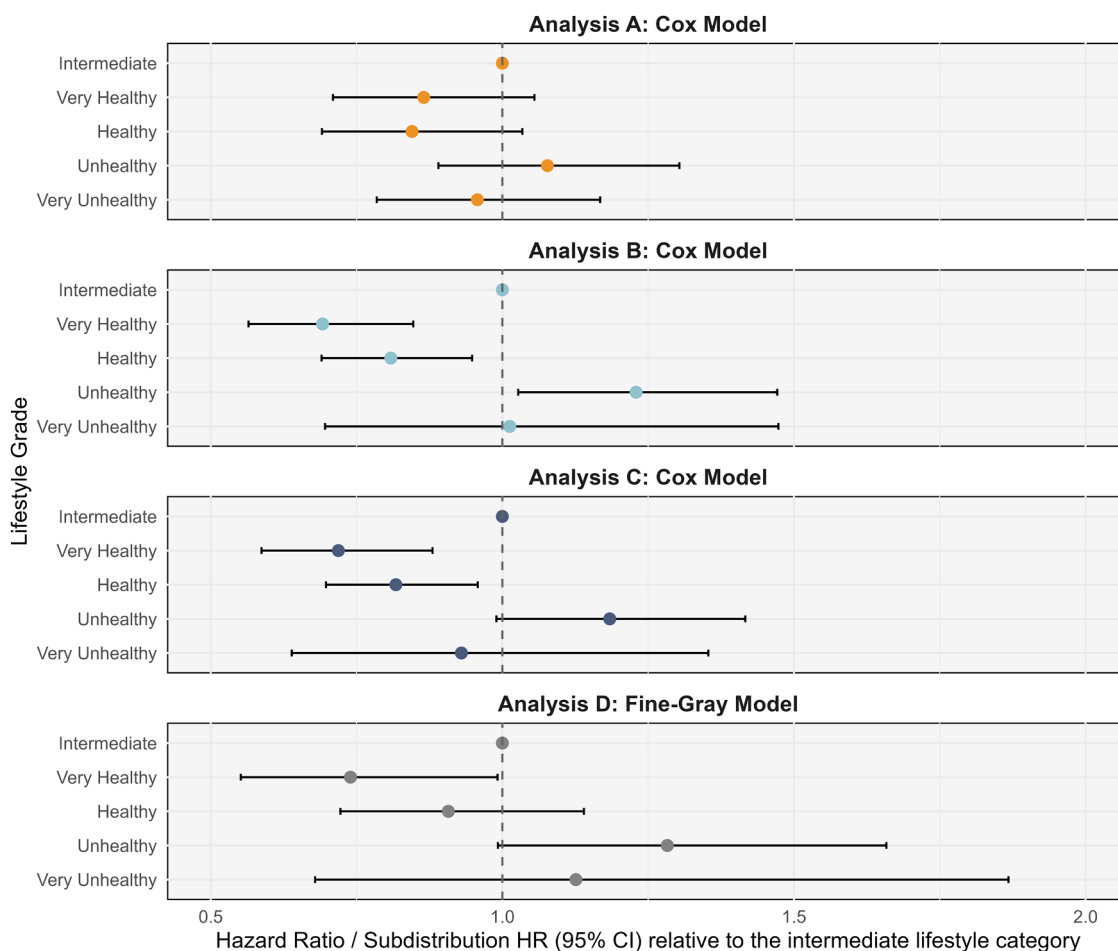 Analysis A: Cox Model
Intermediate
Very Healthy
Healthy
Unhealthy
Very Unhealthy
Analysis B: Cox Model
Intermediate
Very Healthy
Healthy
Unhealthy
Very Unhealthy
Lifestyle Grade
Analysis C: Cox Model
Intermediate
Very Healthy
Healthy
Unhealthy
Very Unhealthy
Analysis D: Fine-Gray Model
Intermediate
Very Healthy
Healthy
Unhealthy
Very Unhealthy
0.5 1.0 1.5 2.0
Hazard Ratio / Subdistribution HR (95% CI) relative to the intermediate lifestyle category